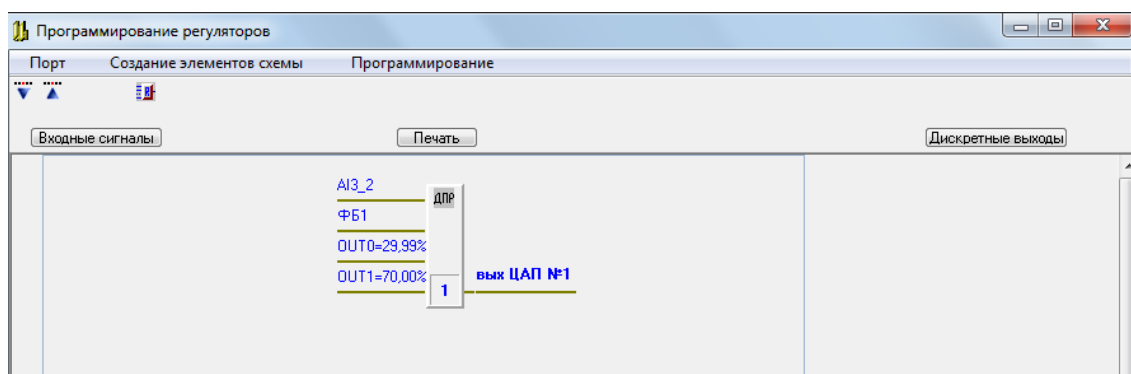 Программирование регуляторов
Порт Создание элементов схемы Программирование
Входные сигналы Печать Дискретные выходы
AI3_2
ДПР
ФБ1
OUT0=29,99%
OUT1=70,00% вых ЦАП №1
1